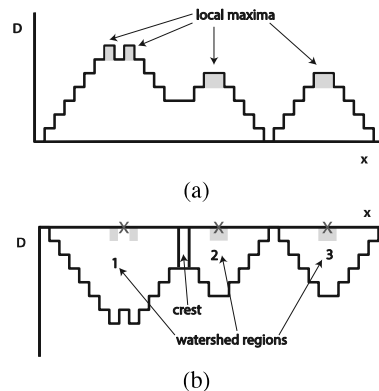 D
local maxima
x
(a)
x
D
1
2
3
crest
watershed regions
(b)